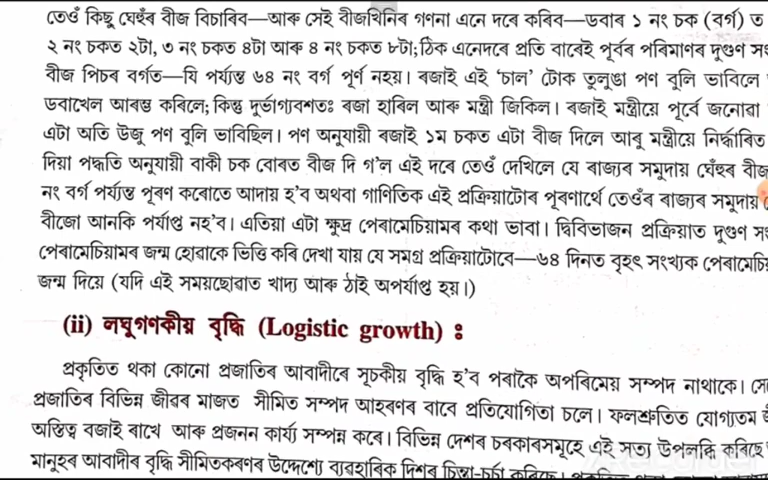 তেওঁ কিছু ঘেহুঁৰ বীজ বিচাৰিব—আৰু সেই বীজখিনিৰ গণনা এনে দৰে কৰিব—ডবাৰ ১ নং চক (বৰ্গ) ত
২ নং চকত ২টা, ৩ নং চকত ৪টা আৰু ৪ নং চকত ৮টা; ঠিক এনেদৰে প্ৰতি বাৰেই পূৰ্বৰ পৰিমাণৰ দুগুণ
বীজ পিচৰ বৰ্গত—যি পৰ্য্যন্ত ৬৪ নং বৰ্গ পূৰ্ণ নহয়। ৰজাই এই ‘চাল’ টোক তুলুঙা পণ বুলি ভাবিলে
ডবাখেল আৰম্ভ কৰিলে; কিন্তু দুৰ্ভাগ্যবশতঃ ৰজা হাৰিল আৰু মন্ত্ৰী জিকিল। ৰজাই মন্ত্ৰীয়ে পূৰ্বে জনোৱা
এটা অতি উজু পণ বুলি ভাবিছিল। পণ অনুযায়ী ৰজাই ১ম চকত এটা বীজ দিলে আৰু মন্ত্ৰীয়ে নিৰ্দ্ধাৰিত
দিয়া পদ্ধতি অনুযায়ী বাকী চক বোৰত বীজ দি গ’ল এই দৰে তেওঁ দেখিলে যে ৰাজ্যৰ সমুদায় ঘেঁহুৰ বীজ
নং বৰ্গ পৰ্য্যন্ত পূৰণ কৰোতে আদায় হ’ব অথবা গাণিতিক এই প্ৰক্ৰিয়াটোৰ পূৰণাৰ্থে তেওঁৰ ৰাজ্যৰ সমুদায়
বীজো আনকি পৰ্যাপ্ত নহ’ব। এতিয়া এটা ক্ষুদ্ৰ পেৰামেচিয়ামৰ কথা ভাবা। দ্বিবিভাজন প্ৰক্ৰিয়াত দুগুণ
পেৰামেচিয়ামৰ জন্ম হোৱাকে ভিত্তি কৰি দেখা যায় যে সমগ্ৰ প্ৰক্ৰিয়াটোবে—৬৪ দিনত বৃহৎ সংখ্যক
জন্ম দিয়ে (যদি এই সময়ছোৱাত খাদ্য আৰু ঠাই অপৰ্য্যাপ্ত হয়।)
(ii) লঘুগণকীয় বৃদ্ধি (Logistic growth) ঃ
প্ৰকৃতিত থকা কোনো প্ৰজাতিৰ আবাদীৰে সূচকীয় বৃদ্ধি হ’ব পৰাকৈ অপৰিমেয় সম্পদ নাথাকে।
প্ৰজাতিৰ বিভিন্ন জীৱৰ মাজত সীমিত সম্পদ আহৰণৰ বাবে প্ৰতিযোগিতা চলে। ফলশ্ৰুতিত যোগ্যতম
অস্তিত্ব বজাই ৰাখে আৰু প্ৰজনন কাৰ্য্য সম্পন্ন কৰে। বিভিন্ন দেশৰ চৰকাৰসমূহে এই সত্য উপলব্ধি কৰিছে
মানুহৰ আবাদীৰ বৃদ্ধি সীমিতকৰণৰ উদ্দেশ্যে ব্যৱহাৰিক দিশৰ চিন্তা-চৰ্চা কৰিছে।